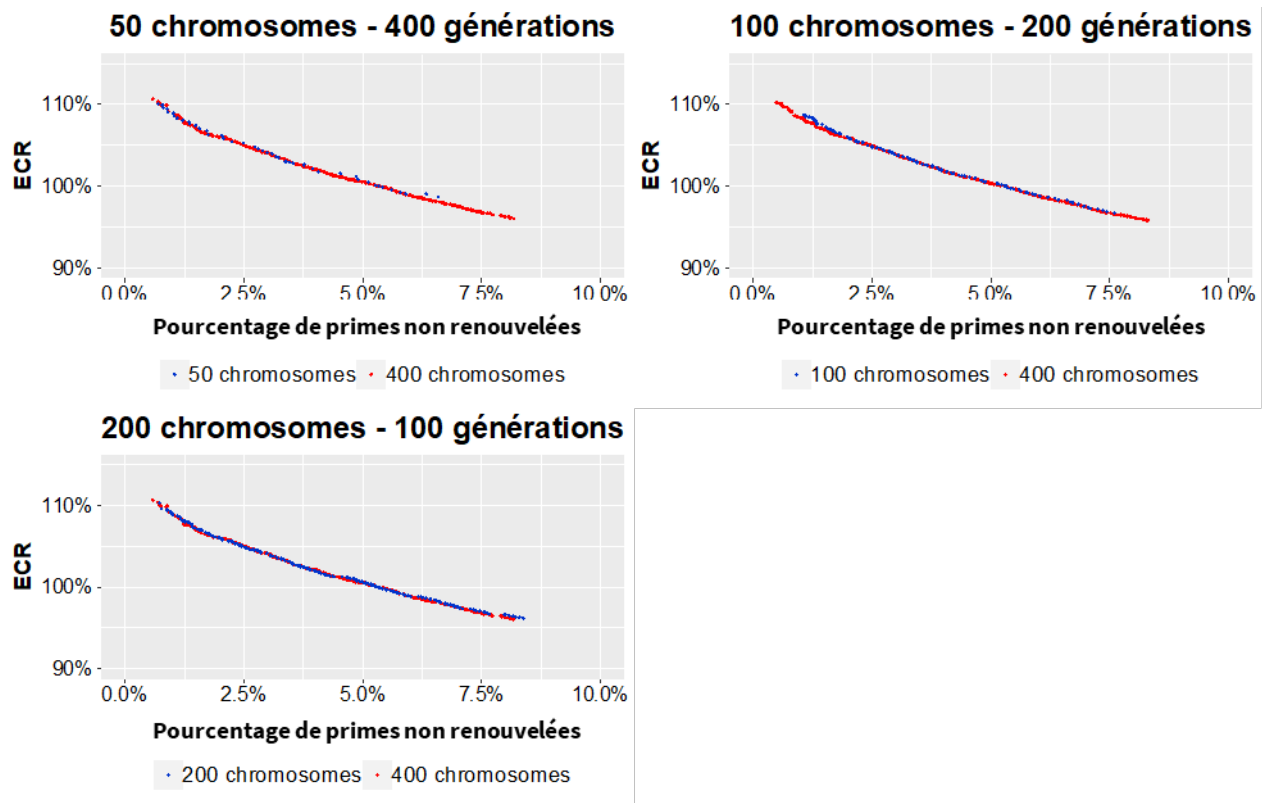 50 chromosomes - 400 générations
110%
100%
90%
ECR
0.0% 2.5% 5.0% 7.5% 10.0%
Pourcentage de primes non renouvelées
50 chromosomes 400 chromosomes
100 chromosomes - 200 générations
110%
100%
90%
ECR
0.0% 2.5% 5.0% 7.5% 10.0%
Pourcentage de primes non renouvelées
100 chromosomes 400 chromosomes
200 chromosomes - 100 générations
110%
100%
90%
ECR
0.0% 2.5% 5.0% 7.5% 10.0%
Pourcentage de primes non renouvelées
200 chromosomes 400 chromosomes